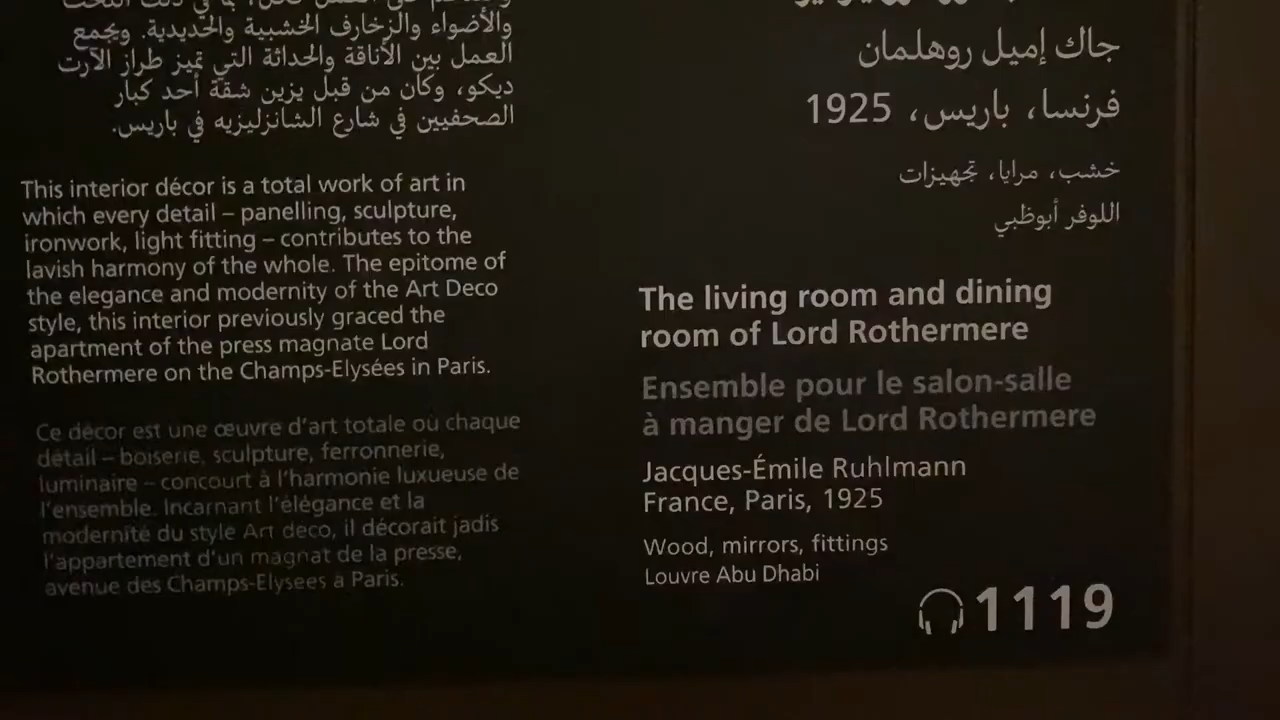 والأضواء والزخارف الخشبية والحديدية. ويجمع
العمل بين الأناقة والحداثة التي تميز طراز الآرت
ديكو، وكان من قبل يزين شقة أحد كبار
الصحفيين في شارع الشانزليزيه في باريس.
This interior décor is a total work of art in
which every detail – panelling, sculpture,
ironwork, light fitting – contributes to the
lavish harmony of the whole. The epitome of
the elegance and modernity of the Art Deco
style, this interior previously graced the
apartment of the press magnate Lord
Rothermere on the Champs-Elysées in Paris.
Ce décor est une œuvre d'art totale où chaque
détail – boiserie, sculpture, ferronnerie,
luminaire – concourt à l'harmonie luxueuse de
l'ensemble. Incarnant l'élégance et la
modernité du style Art deco, il décorait jadis
l'appartement d'un magnat de la presse,
avenue des Champs-Elysees à Paris.
جاك إميل روهلمان
فرنسا، باريس، 1925
خشب، مرايا، تجهيزات
اللوفر أبوظبي
The living room and dining
room of Lord Rothermere
Ensemble pour le salon-salle
à manger de Lord Rothermere
Jacques-Émile Ruhlmann
France, Paris, 1925
Wood, mirrors, fittings
Louvre Abu Dhabi
1119